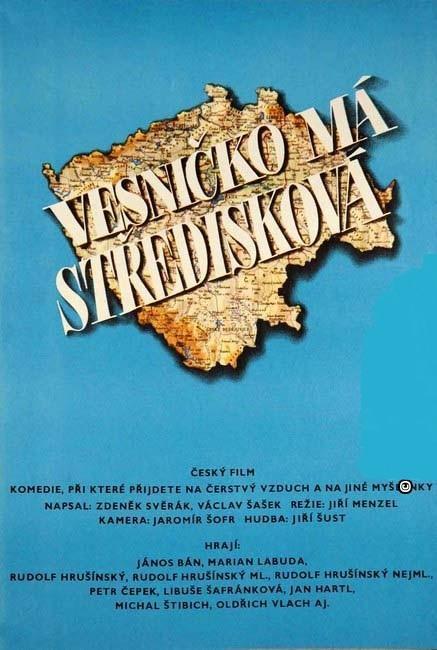 VESNIČKO MÁ
STŘEDISKOVÁ
ČESKÝ FILM
KOMEDIE, PŘI KTERÉ PŘIJDETE NA ČERSTVÝ VZDUCH A NA JINÉ
NAPSAL: ZDENĚK SVĚRÁK, VÁCLAV ŠAŠEK REŽIE: JIŘÍ MENZEL
KAMERA: JAROMÍR ŠOFR HUDBA: JIŘÍ ŠUST
HRAJÍ:
JÁNOS BÁN, MARIAN LABUDA,
RUDOLF HRUŠÍNSKÝ, RUDOLF HRUŠÍNSKÝ ML., RUDOLF HRUŠÍNSKÝ NEJML.,
PETR ČEPEK, LIBUŠE ŠAFRÁNKOVÁ, JAN HARTL,
MICHAL ŠTIBICH, OLDŘICH VLACH AJ.